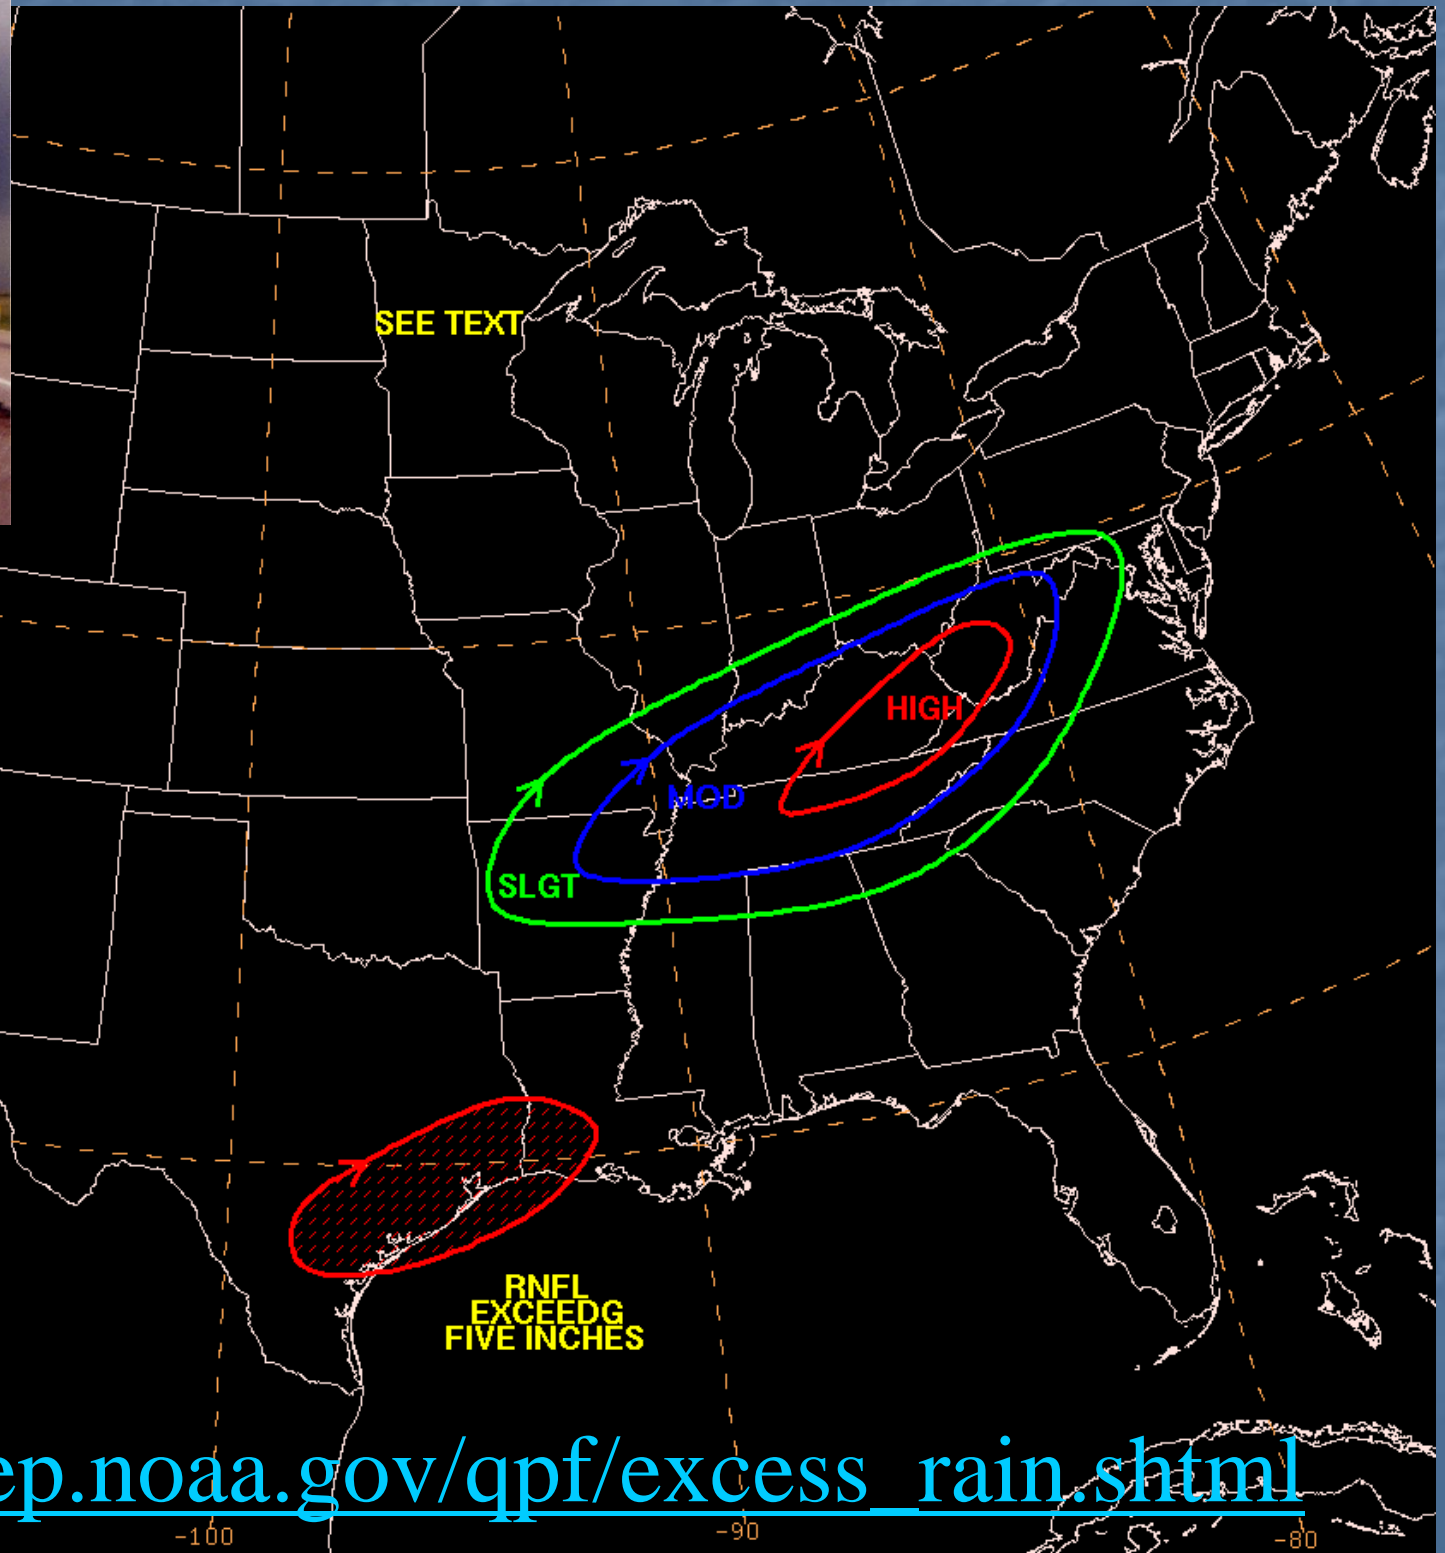 SEE TEXT
HIGH
MOD
SLGT
RNFL
EXCEEDG
FIVE INCHES
ep.noaa.gov/qpf/excess_rain.shtml
-100
-90
-80